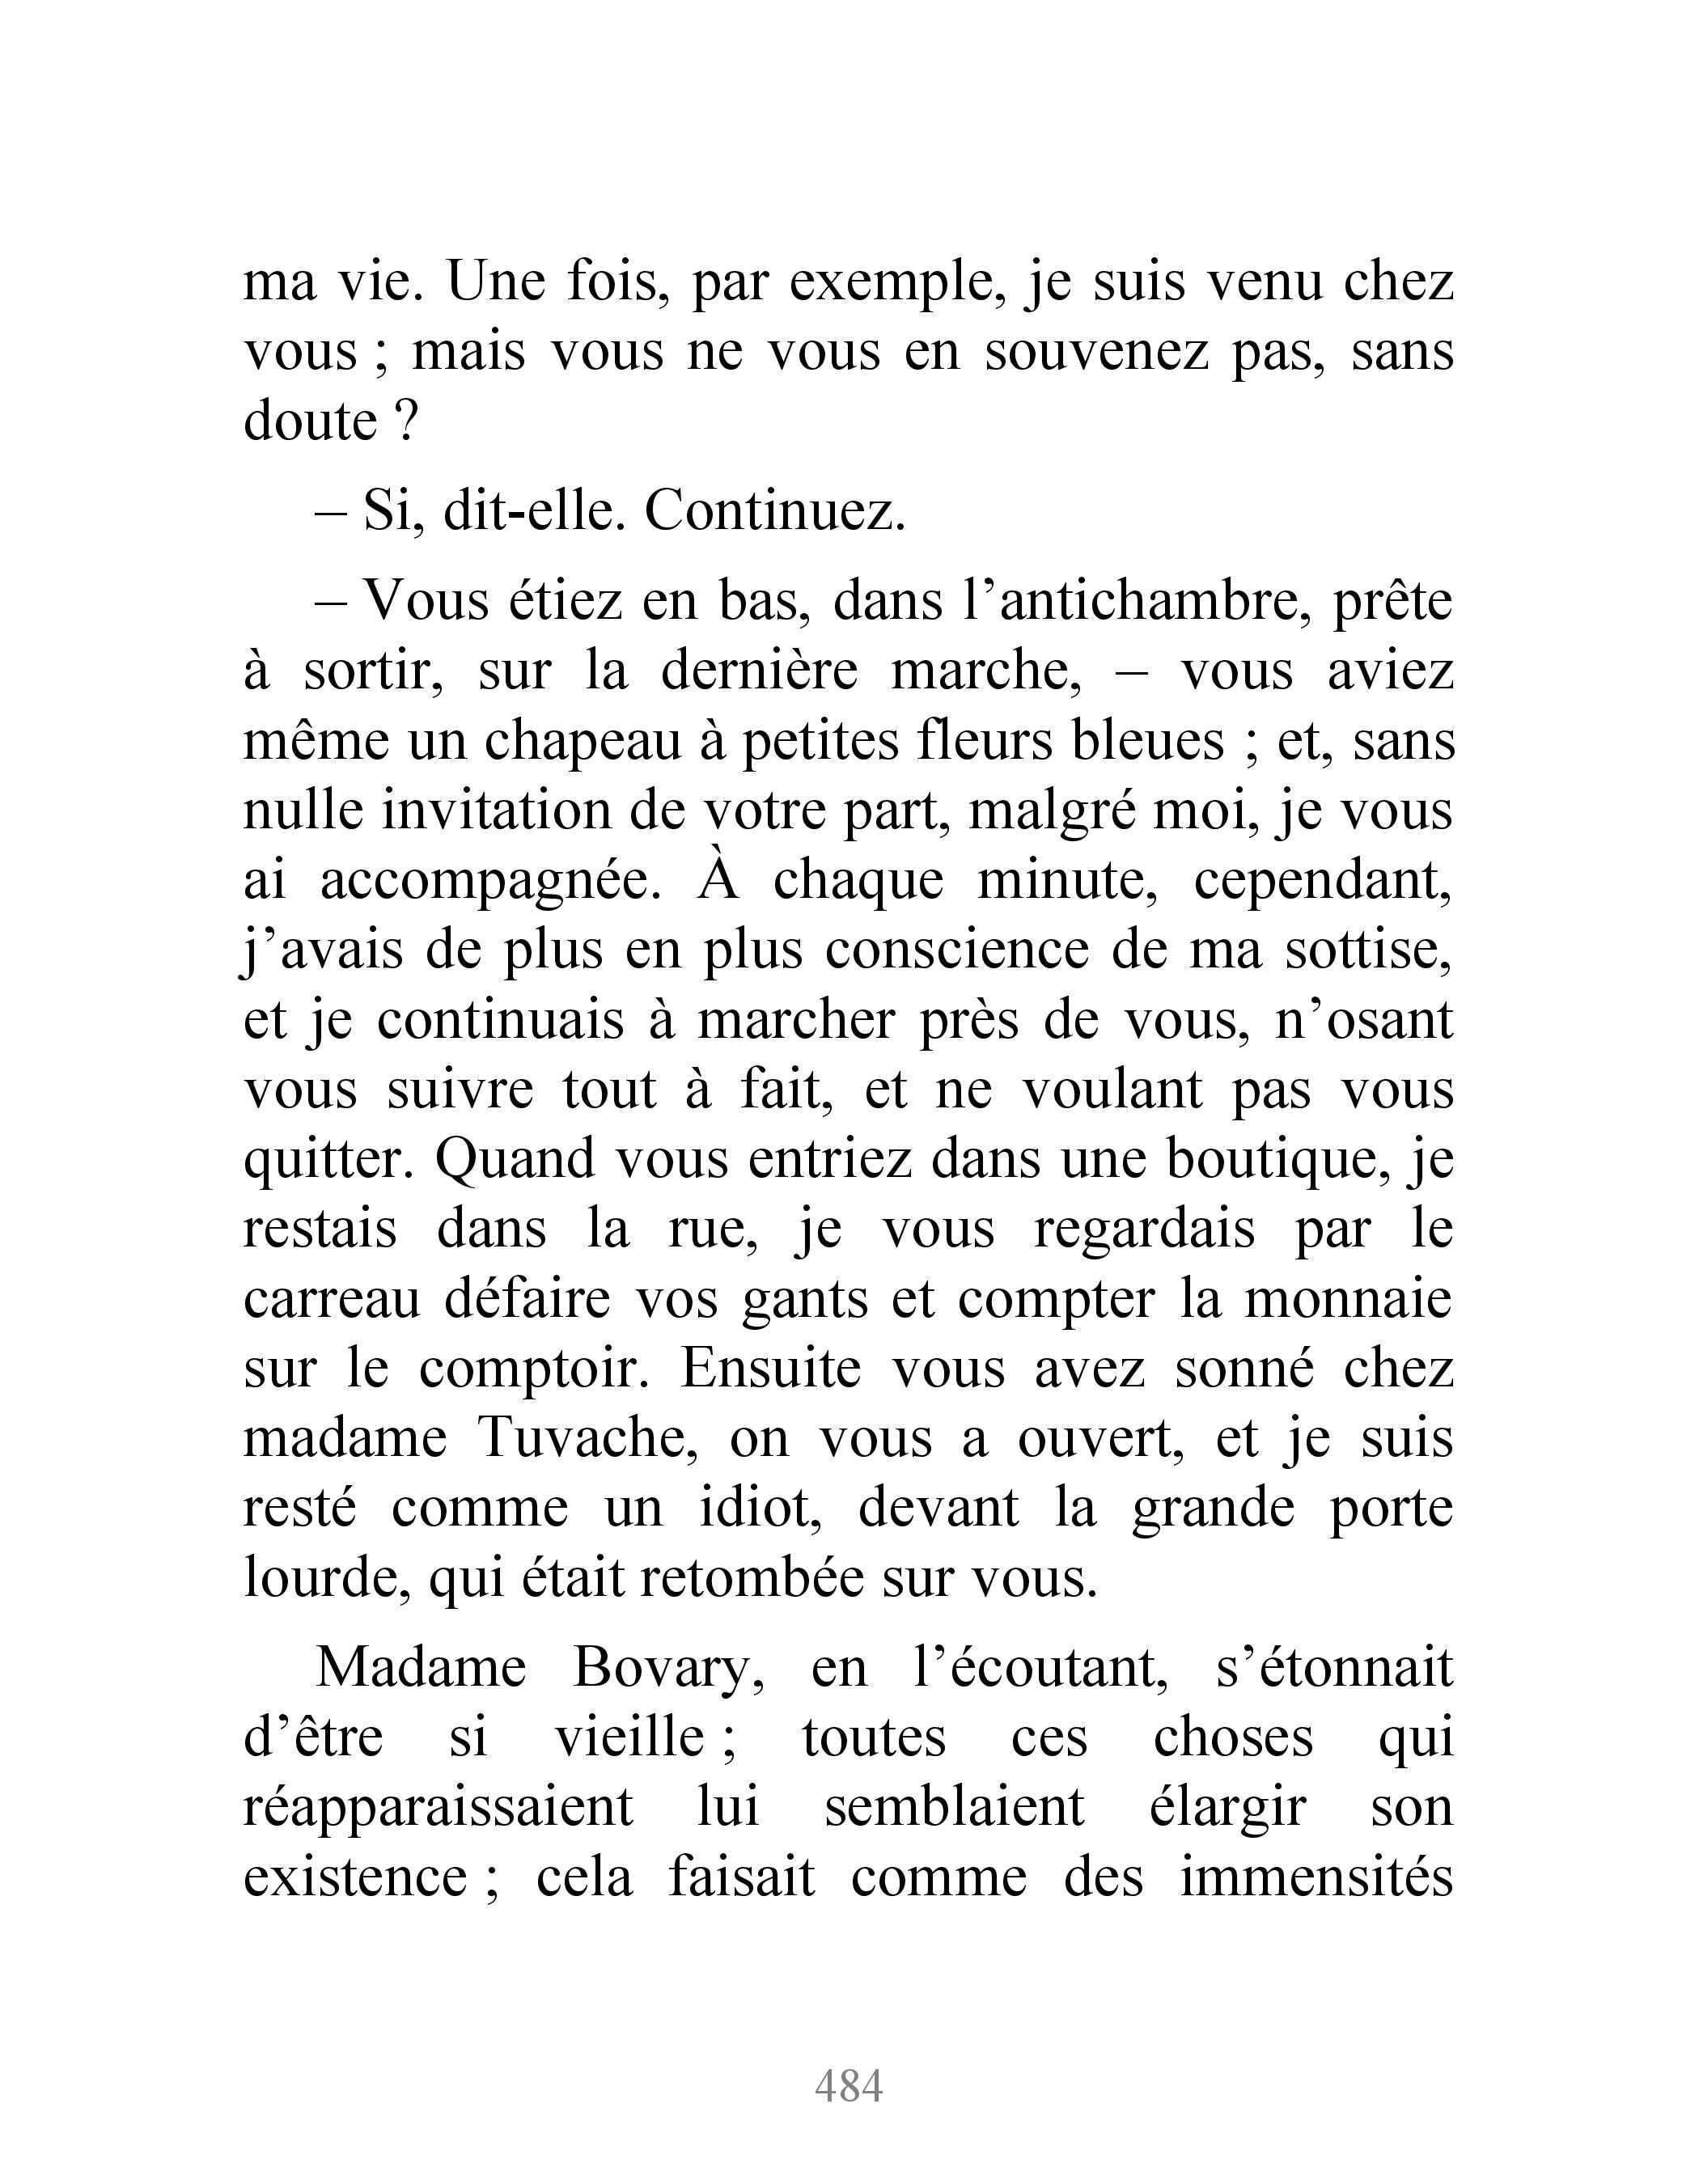 ma vie. Une fois, par exemple, je suis venu chez
vous ; mais vous ne vous en souvenez pas, sans
doute ?
– Si, dit-elle. Continuez.
– Vous étiez en bas, dans l’antichambre, prête
à sortir, sur la dernière marche, – vous aviez
même un chapeau à petites fleurs bleues ; et, sans
nulle invitation de votre part, malgré moi, je vous
ai accompagnée. À chaque minute, cependant,
j’avais de plus en plus conscience de ma sottise,
et je continuais à marcher près de vous, n’osant
vous suivre tout à fait, et ne voulant pas vous
quitter. Quand vous entriez dans une boutique, je
restais dans la rue, je vous regardais par le
carreau défaire vos gants et compter la monnaie
sur le comptoir. Ensuite vous avez sonné chez
madame Tuvache, on vous a ouvert, et je suis
resté comme un idiot, devant la grande porte
lourde, qui était retombée sur vous.
Madame Bovary, en l’écoutant, s’étonnait
d’être si vieille ; toutes ces choses qui
réapparaissaient lui semblaient élargir son
existence ; cela faisait comme des immensités
484